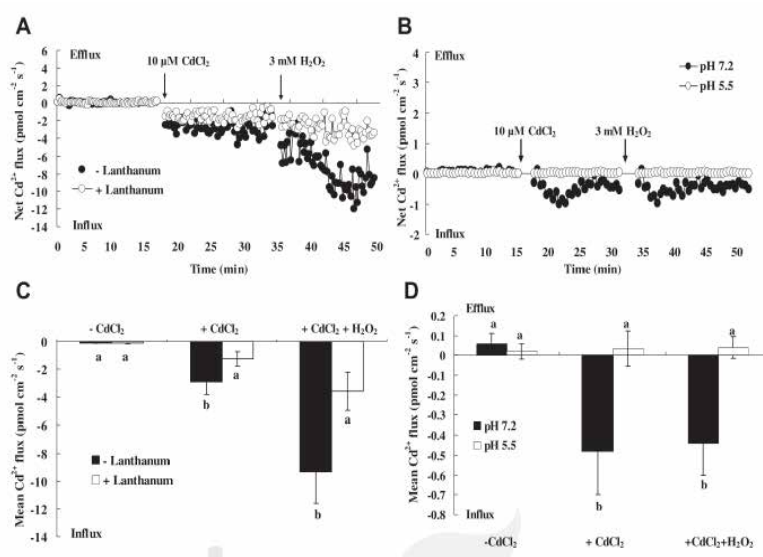 A
Net Cd²⁺ flux (pmol cm⁻² s⁻¹)
6
4
2
0
-2
-4
-6
-8
-10
-12
-14
Efflux
10 µM CdCl₂
3 mM H₂O₂
- Lanthanum
+ Lanthanum
Influx
0 5 10 15 20 25 30 35 40 45 50
Time (min)
B
Net Cd²⁺ flux (pmol cm⁻² s⁻¹)
4
3
2
1
0
-1
-2
Efflux
pH 7.2
pH 5.5
10 µM CdCl₂
3 mM H₂O₂
Influx
0 5 10 15 20 25 30 35 40 45 50
Time (min)
C
Mean Cd²⁺ flux (pmol cm⁻² s⁻¹)
0
-2
-4
-6
-8
-10
-12
-14
- CdCl₂
+ CdCl₂
+ CdCl₂ + H₂O₂
a a
b
a
b
a
- Lanthanum
+ Lanthanum
Influx
D
Mean Cd²⁺ flux (pmol cm⁻² s⁻¹)
Efflux
0.2
0.1
0
-0.1
-0.2
-0.3
-0.4
-0.5
-0.6
-0.7
-0.8
a
a
a
a
b
b
pH 7.2
pH 5.5
Influx
-CdCl₂
+ CdCl₂
+CdCl₂+H₂O₂